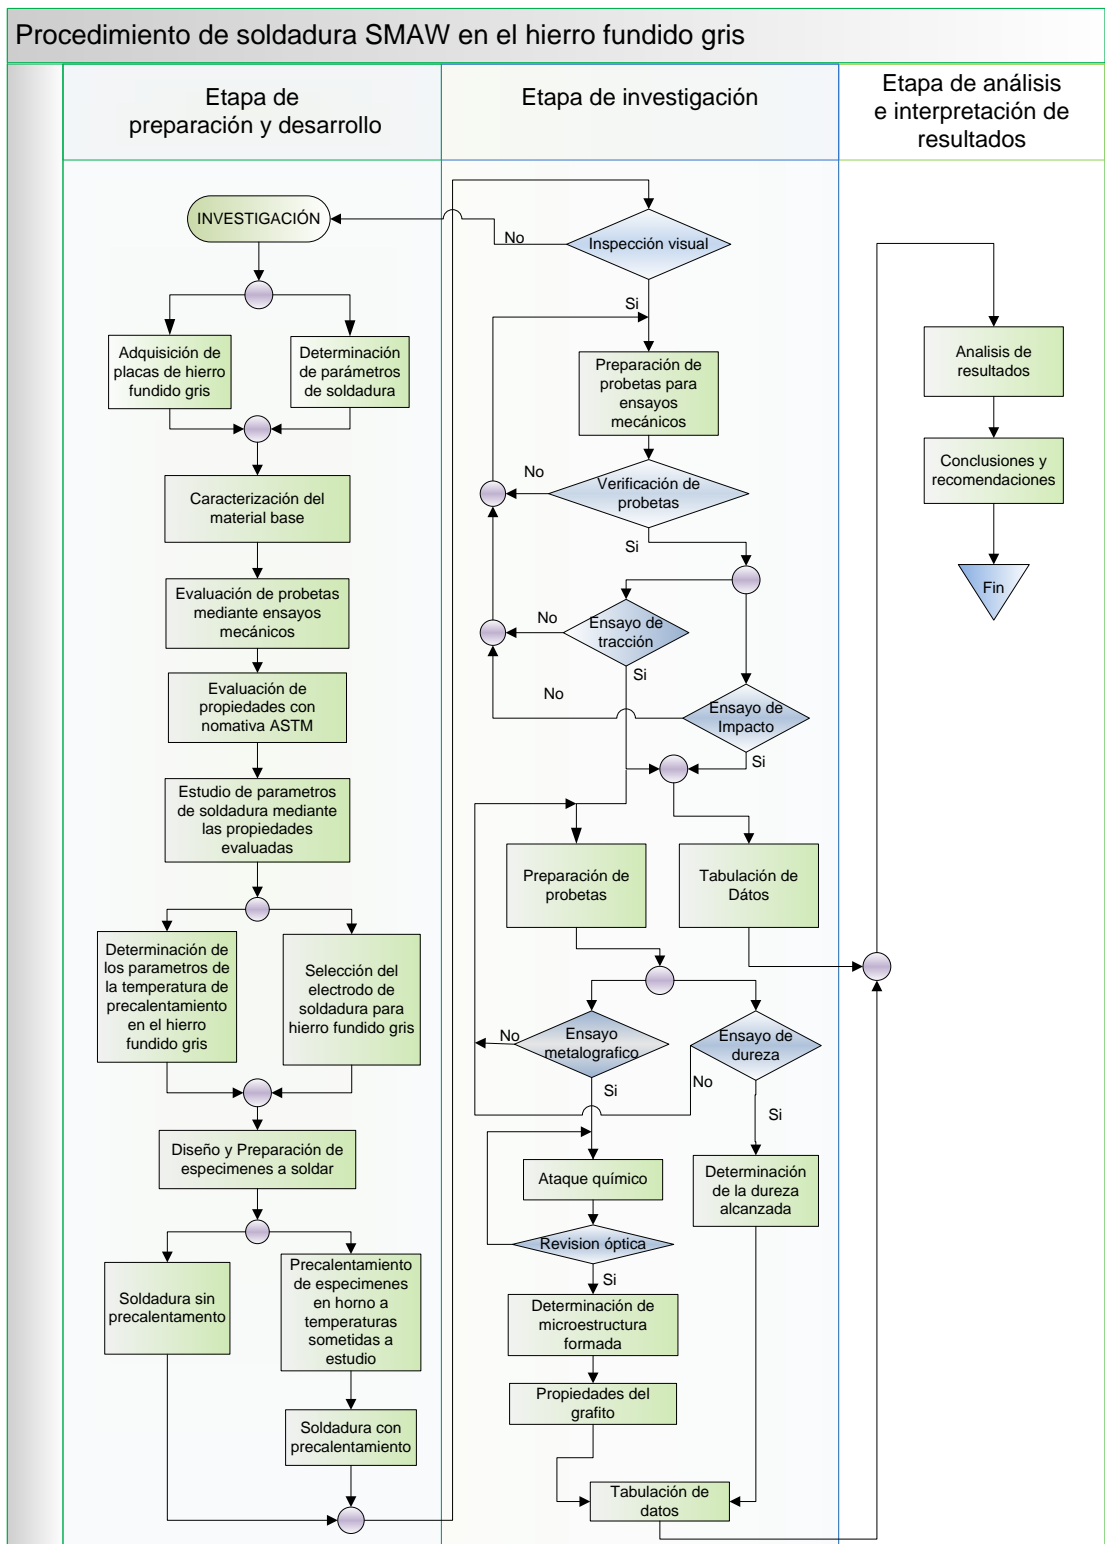 Procedimiento de soldadura SMAW en el hierro fundido gris
Etapa de
preparación y desarrollo
Etapa de investigación
Etapa de análisis
e interpretación de
resultados
INVESTIGACIÓN
Adquisición de
placas de hierro
fundido gris
Determinación
de parámetros
de soldadura
Caracterización del
material base
Evaluación de probetas
mediante ensayos
mecánicos
Evaluación de
propiedades con
nomativa ASTM
Estudio de parametros
de soldadura mediante
las propiedades
evaluadas
Determinación de
los parametros de
la temperatura de
precalentamiento
en el hierro
fundido gris
Selección del
electrodo de
soldadura para
hierro fundido gris
Diseño y Preparación de
especimenes a soldar
Soldadura sin
precalentamento
Precalentamiento
de especimenes
en horno a
temperaturas
sometidas a
estudio
Soldadura con
precalentamiento
Inspección visual
No
Si
Preparación de
probetas para
ensayos
mecánicos
Verificación de
probetas
No
Si
Ensayo de
tracción
No
Si
Ensayo de
Impacto
No
Si
Preparación de
probetas
Tabulación de
Dátos
Ensayo
metalografico
No
Si
Ensayo de
dureza
No
Si
Ataque químico
Revision óptica
Si
Determinación
de la dureza
alcanzada
Determinación de
microestructura
formada
Propiedades del
grafito
Tabulación de
datos
Analisis de
resultados
Conclusiones y
recomendaciones
Fin